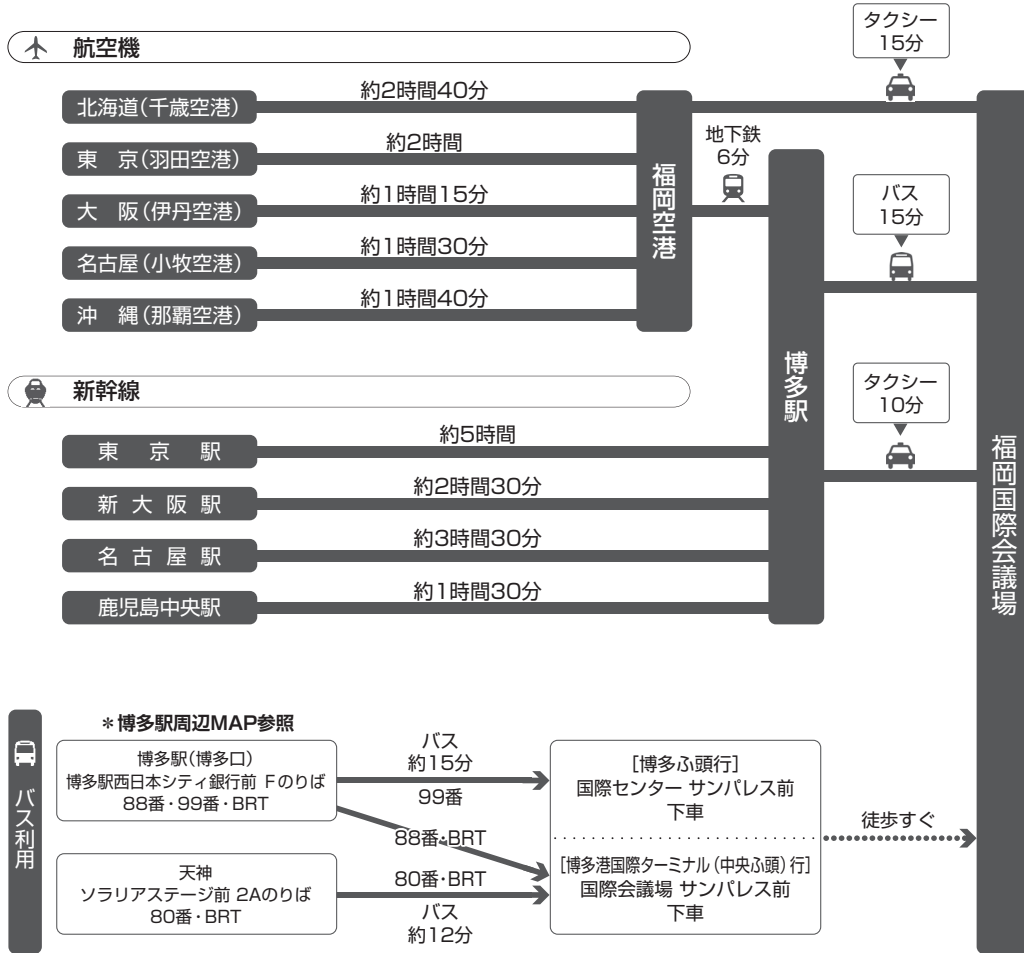 航空機
北海道(千歳空港)
約2時間40分
東　京(羽田空港)
約2時間
大　阪(伊丹空港)
約1時間15分
名古屋(小牧空港)
約1時間30分
沖　縄(那覇空港)
約1時間40分
福岡空港
タクシー
15分
地下鉄
6分
バス
15分
博多駅
タクシー
10分
福岡国際会議場
新幹線
東　京　駅
約5時間
新 大 阪 駅
約2時間30分
名 古 屋 駅
約3時間30分
鹿児島中央駅
約1時間30分
バス利用
＊博多駅周辺MAP参照
博多駅(博多口)
博多駅西日本シティ銀行前 Fのりば
88番・99番・BRT
バス
約15分
99番
88番・BRT
天神
ソラリアステージ前 2Aのりば
80番・BRT
80番・BRT
バス
約12分
[博多ふ頭行]
国際センター サンパレス前
下車
[博多港国際ターミナル(中央ふ頭)行]
国際会議場 サンパレス前
下車
徒歩すぐ